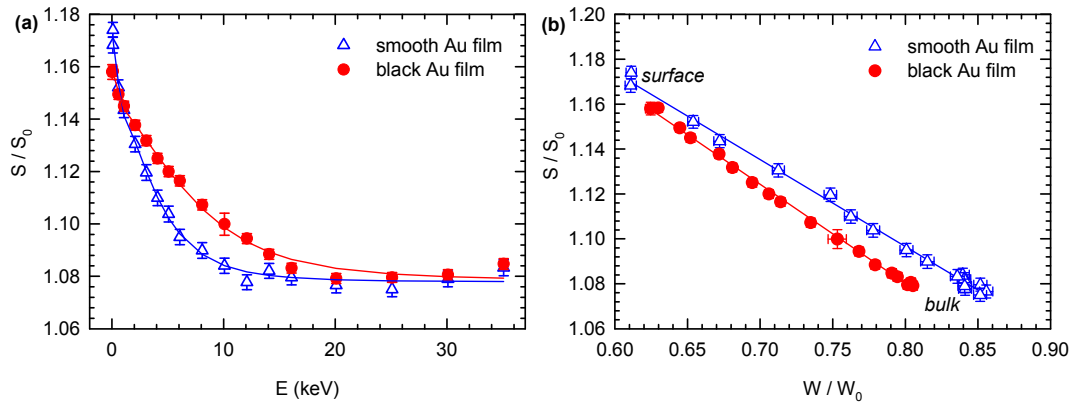 (a)
smooth Au film
black Au film
S / S0
1.18
1.16
1.14
1.12
1.10
1.08
1.06
0
10
20
30
E (keV)
(b)
smooth Au film
black Au film
surface
bulk
S / S0
1.20
1.18
1.16
1.14
1.12
1.10
1.08
1.06
0.60
0.65
0.70
0.75
0.80
0.85
0.90
W / W0